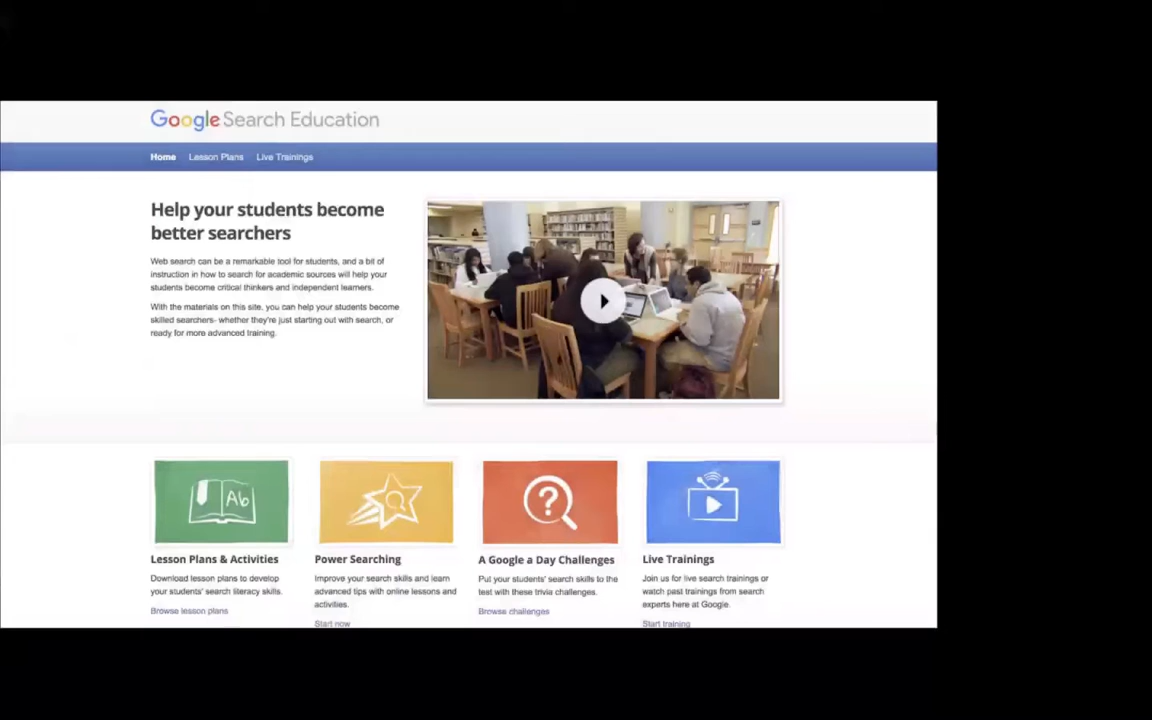 Google Search Education
Home Lesson Plans Live Trainings
Help your students become
better searchers
Web search can be a remarkable tool for students, and a bit of
instruction in how to search for academic sources will help your
students become critical thinkers and independent learners.
With the materials on this site, you can help your students become
skilled searchers- whether they're just starting out with search, or
ready for more advanced training.
Ab
Lesson Plans & Activities
Download lesson plans to develop
your students' search literacy skills.
Browse lesson plans
Power Searching
Improve your search skills and learn
advanced tips with online lessons and
activities.
Start now
?
A Google a Day Challenges
Put your students' search skills to the
test with these trivia challenges.
Browse challenges
Live Trainings
Join us for live search trainings or
watch past trainings from search
experts here at Google.
Start training